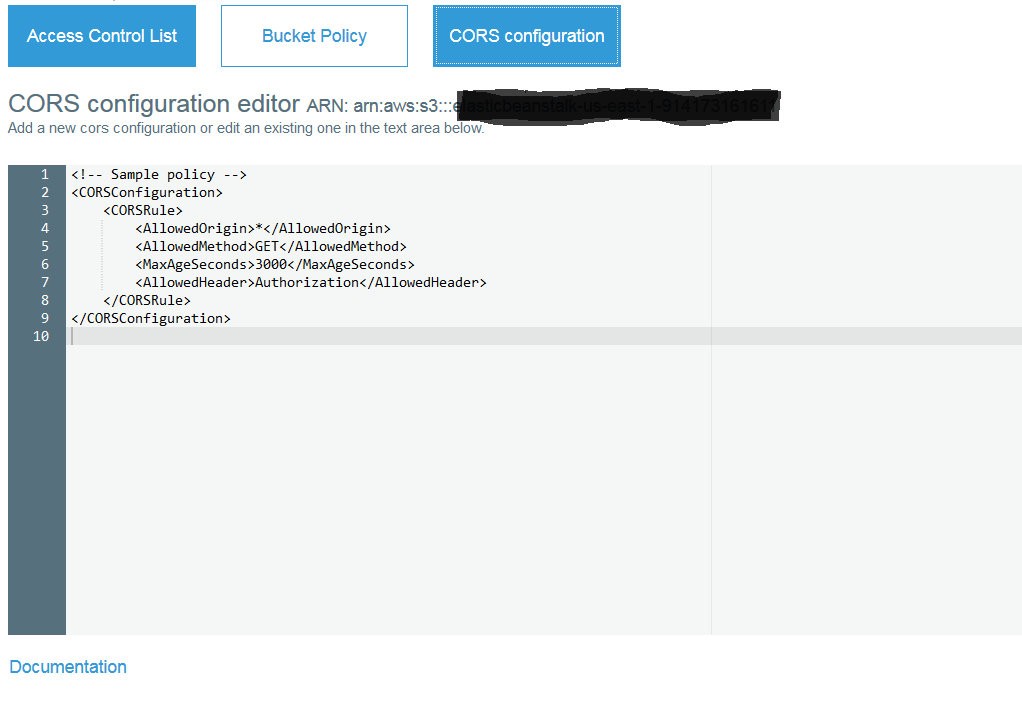 Access Control List Bucket Policy CORS configuration
CORS configuration editor ARN: arn:aws:s3:::
Add a new cors configuration or edit an existing one in the text area below.
1 <!-- Sample policy -->
2 <CORSConfiguration>
3     <CORSRule>
4         <AllowedOrigin>*</AllowedOrigin>
5         <AllowedMethod>GET</AllowedMethod>
6         <MaxAgeSeconds>3000</MaxAgeSeconds>
7         <AllowedHeader>Authorization</AllowedHeader>
8     </CORSRule>
9 </CORSConfiguration>
10
Documentation